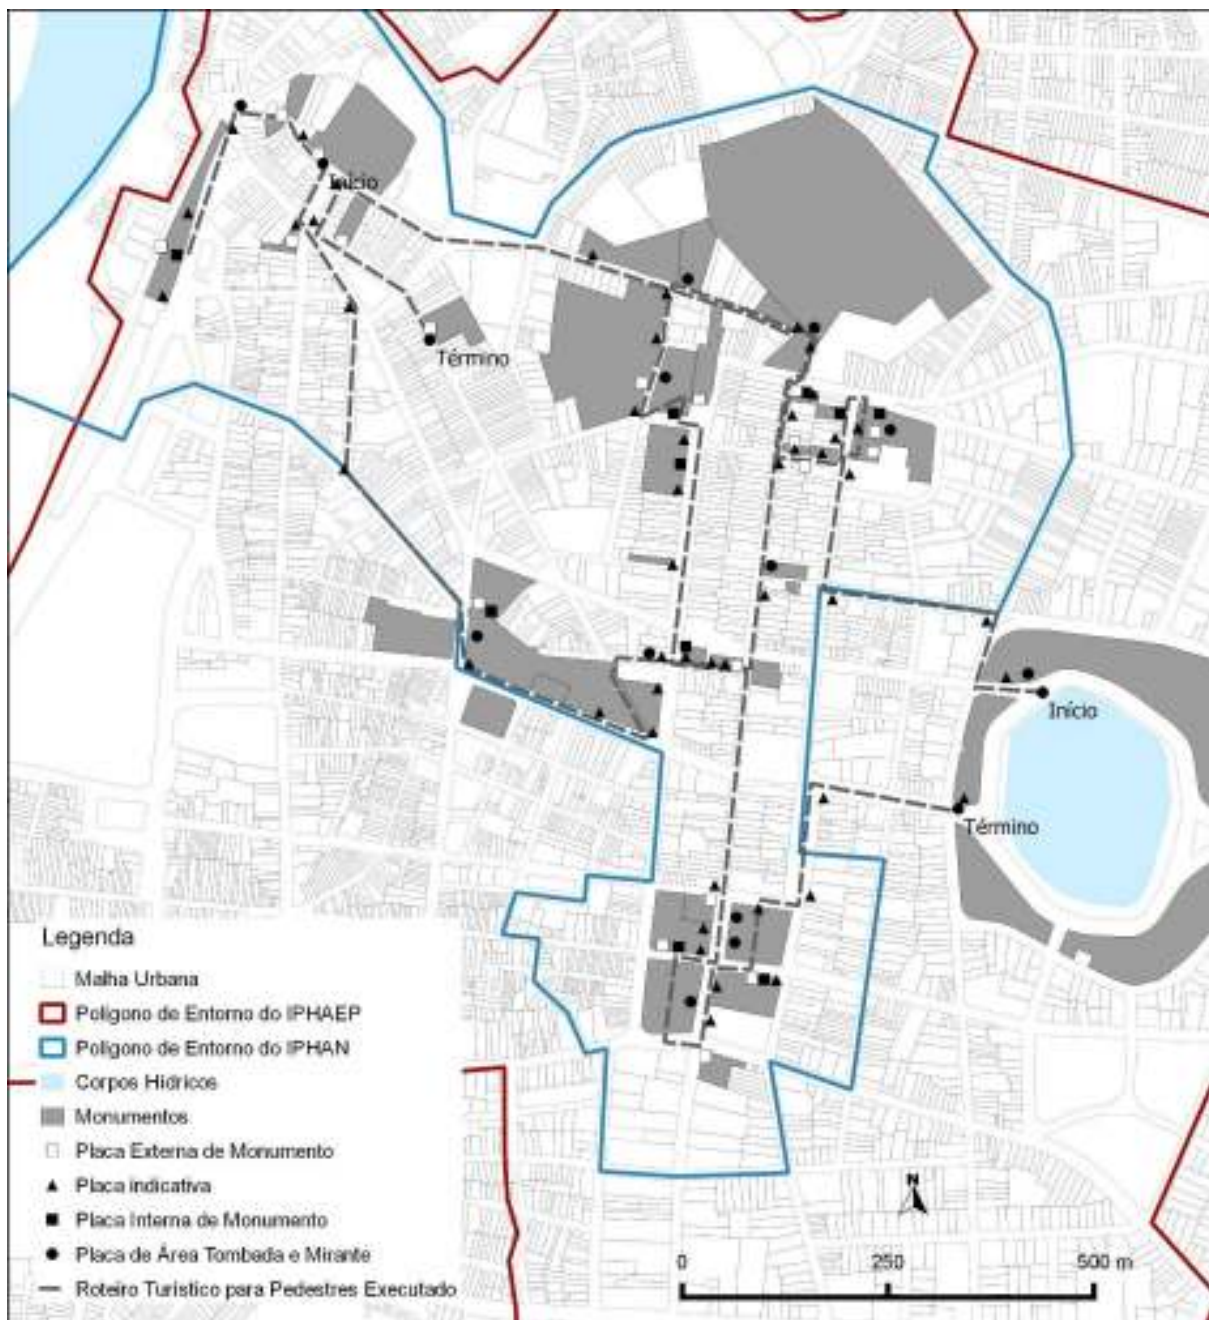 Início
Término
Início
Término
Legenda
Malha Urbana
Polígono de Entorno do IPHAEP
Polígono de Entorno do IPHAN
Corpos Hídricos
Monumentos
Placa Externa de Monumento
Placa indicativa
Placa Interna de Monumento
Placa de Área Tombada e Mirante
Roteiro Turístico para Pedestres Executado
N
0 250 500 m